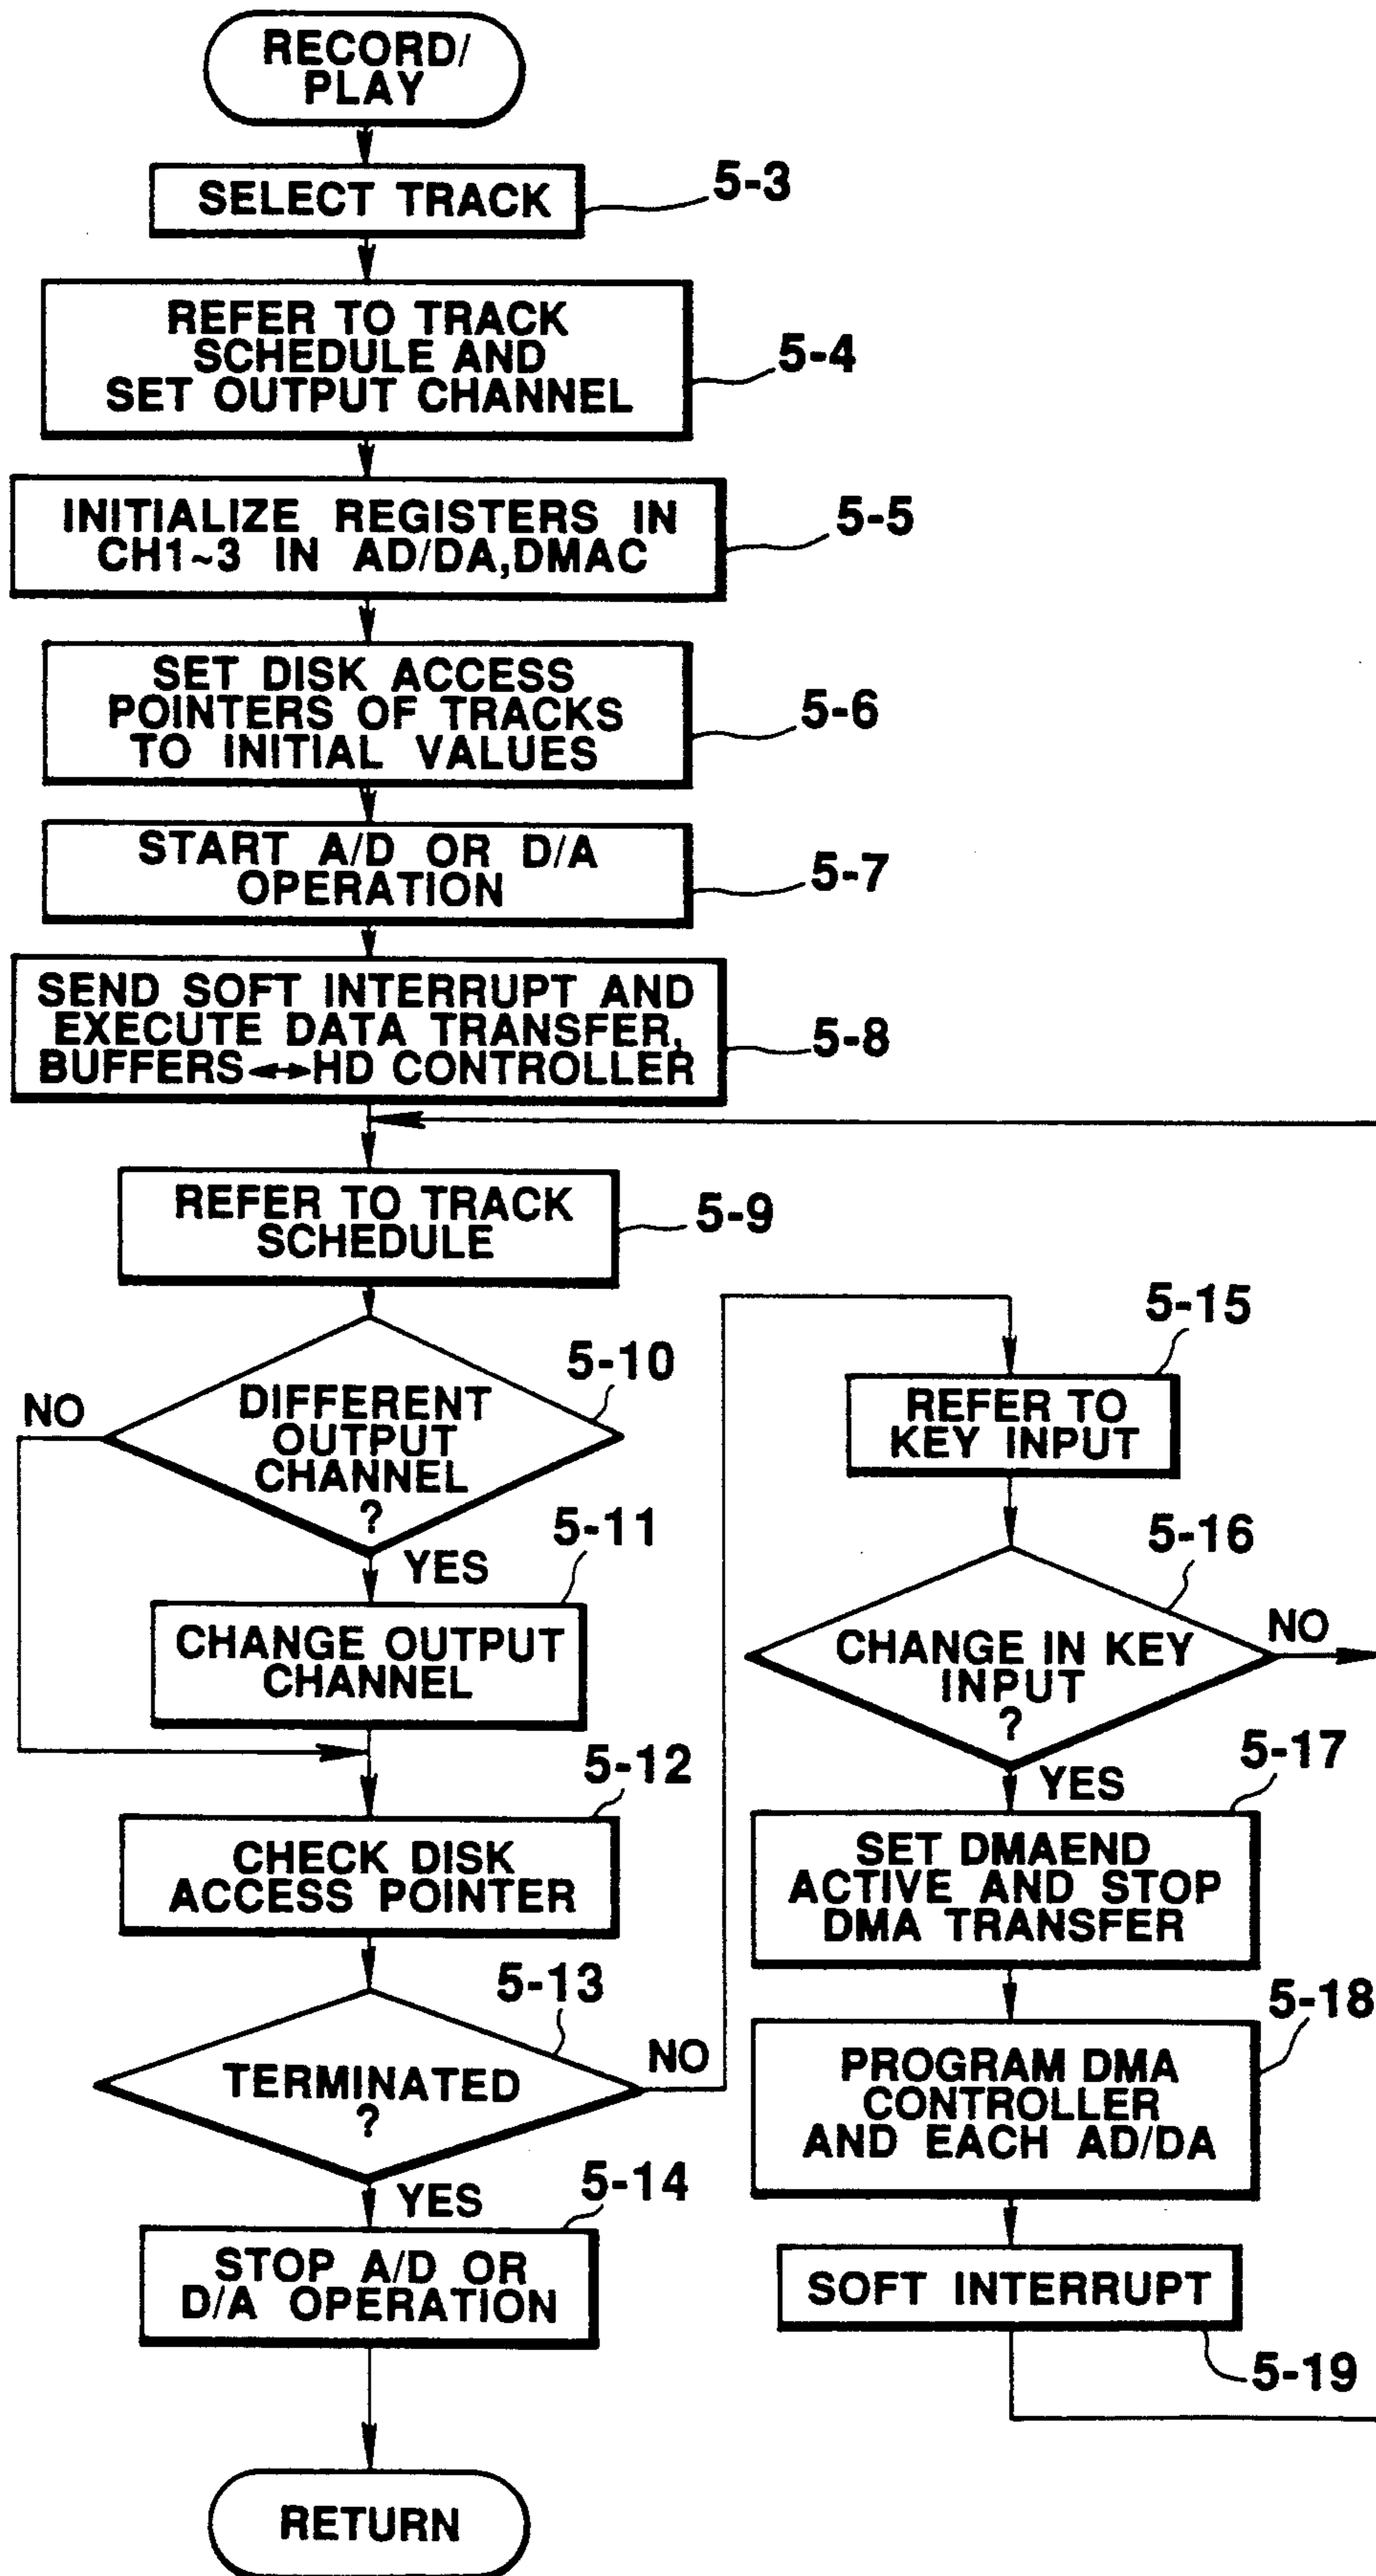 RECORD/
PLAY
SELECT TRACK
5-3
REFER TO TRACK
SCHEDULE AND
SET OUTPUT CHANNEL
5-4
INITIALIZE REGISTERS IN
CH1~3 IN AD/DA,DMAC
5-5
SET DISK ACCESS
POINTERS OF TRACKS
TO INITIAL VALUES
5-6
START A/D OR D/A
OPERATION
5-7
SEND SOFT INTERRUPT AND
EXECUTE DATA TRANSFER,
BUFFERS↔HD CONTROLLER
5-8
REFER TO TRACK
SCHEDULE
5-9
5-10
NO
DIFFERENT
OUTPUT
CHANNEL
?
YES
5-11
CHANGE OUTPUT
CHANNEL
5-12
CHECK DISK
ACCESS POINTER
5-13
NO
TERMINATED
?
YES
5-14
STOP A/D OR
D/A OPERATION
RETURN
5-15
REFER TO
KEY INPUT
5-16
NO
CHANGE IN KEY
INPUT
?
YES
5-17
SET DMAEND
ACTIVE AND STOP
DMA TRANSFER
5-18
PROGRAM DMA
CONTROLLER
AND EACH AD/DA
SOFT INTERRUPT
5-19